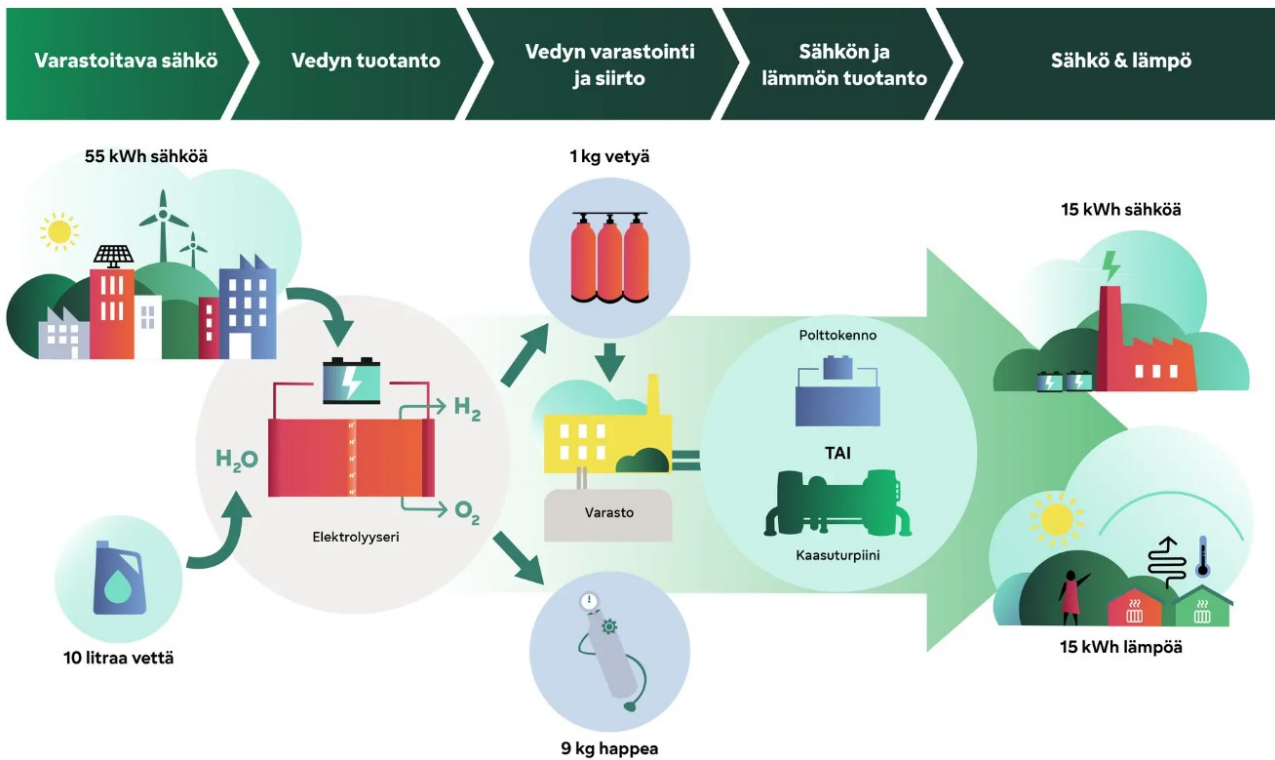 Varastoitava sähkö
Vedyn tuotanto
Vedyn varastointi
ja siirto
Sähkön ja
lämmön tuotanto
Sähkö & lämpö
55 kWh sähköä
1 kg vetyä
15 kWh sähköä
Polttokenno
H₂
H₂O
H⁺
H⁺
H⁺
H⁺
TAI
O₂
Varasto
Elektrolyyseri
Kaasuturpiini
10 litraa vettä
15 kWh lämpöä
9 kg happea